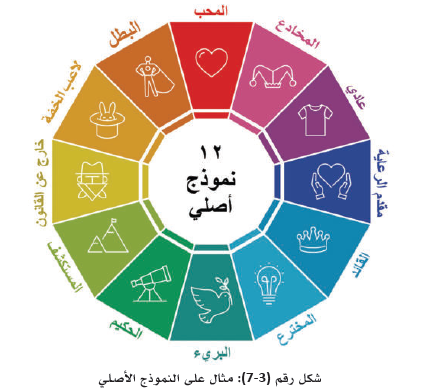 المحب
المخادع
عادي
مقدم الرعاية
القائد
المخترع
البريء
الحكيم
المستكشف
خارج عن القانون
لاعب الخفة
البطل
١٢
نموذج
أصلي
شكل رقم (3-7): مثال على النموذج الأصلي